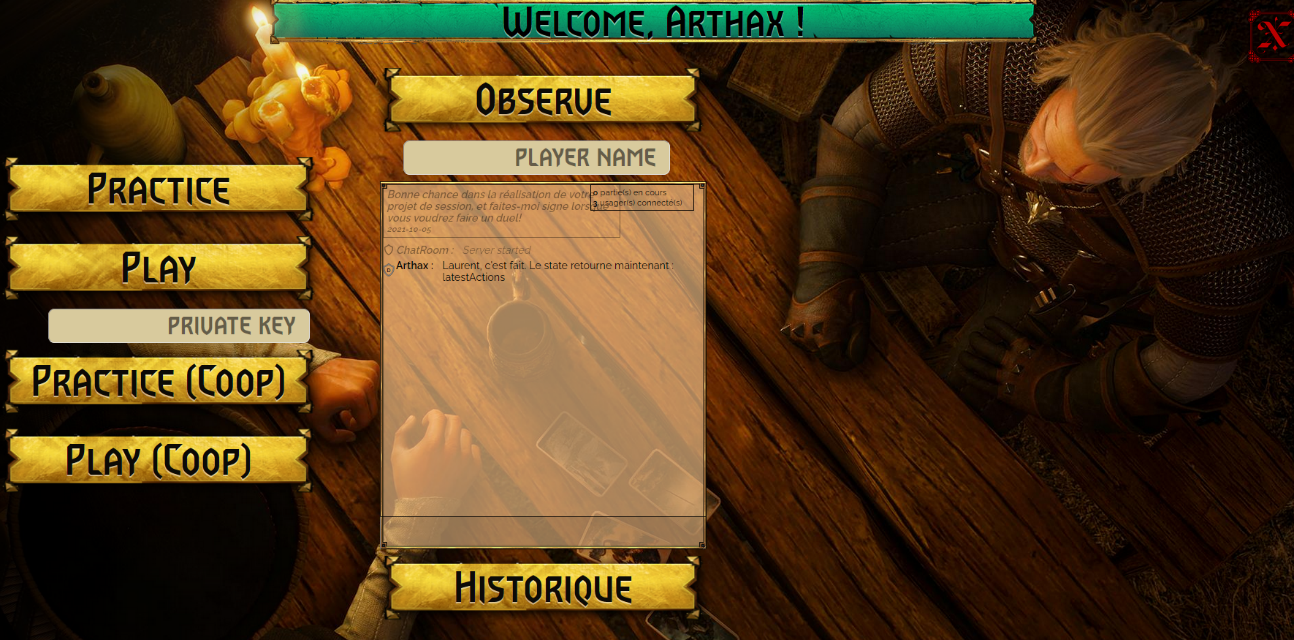 Welcome, Arthax !
X
Observe
PLAYER NAME
Practice
Play
PRIVATE KEY
Practice (Coop)
Play (Coop)
Bonne chance dans la réalisation de votre
projet de session, et faites-moi signe lorsque
vous voudrez faire un duel!
2021-10-05
0 partie(s) en cours
3 usager(s) connecté(s)
ChatRoom : Server started
Arthax : Laurent, c'est fait. Le state retourne maintenant :
latestActions
Historique